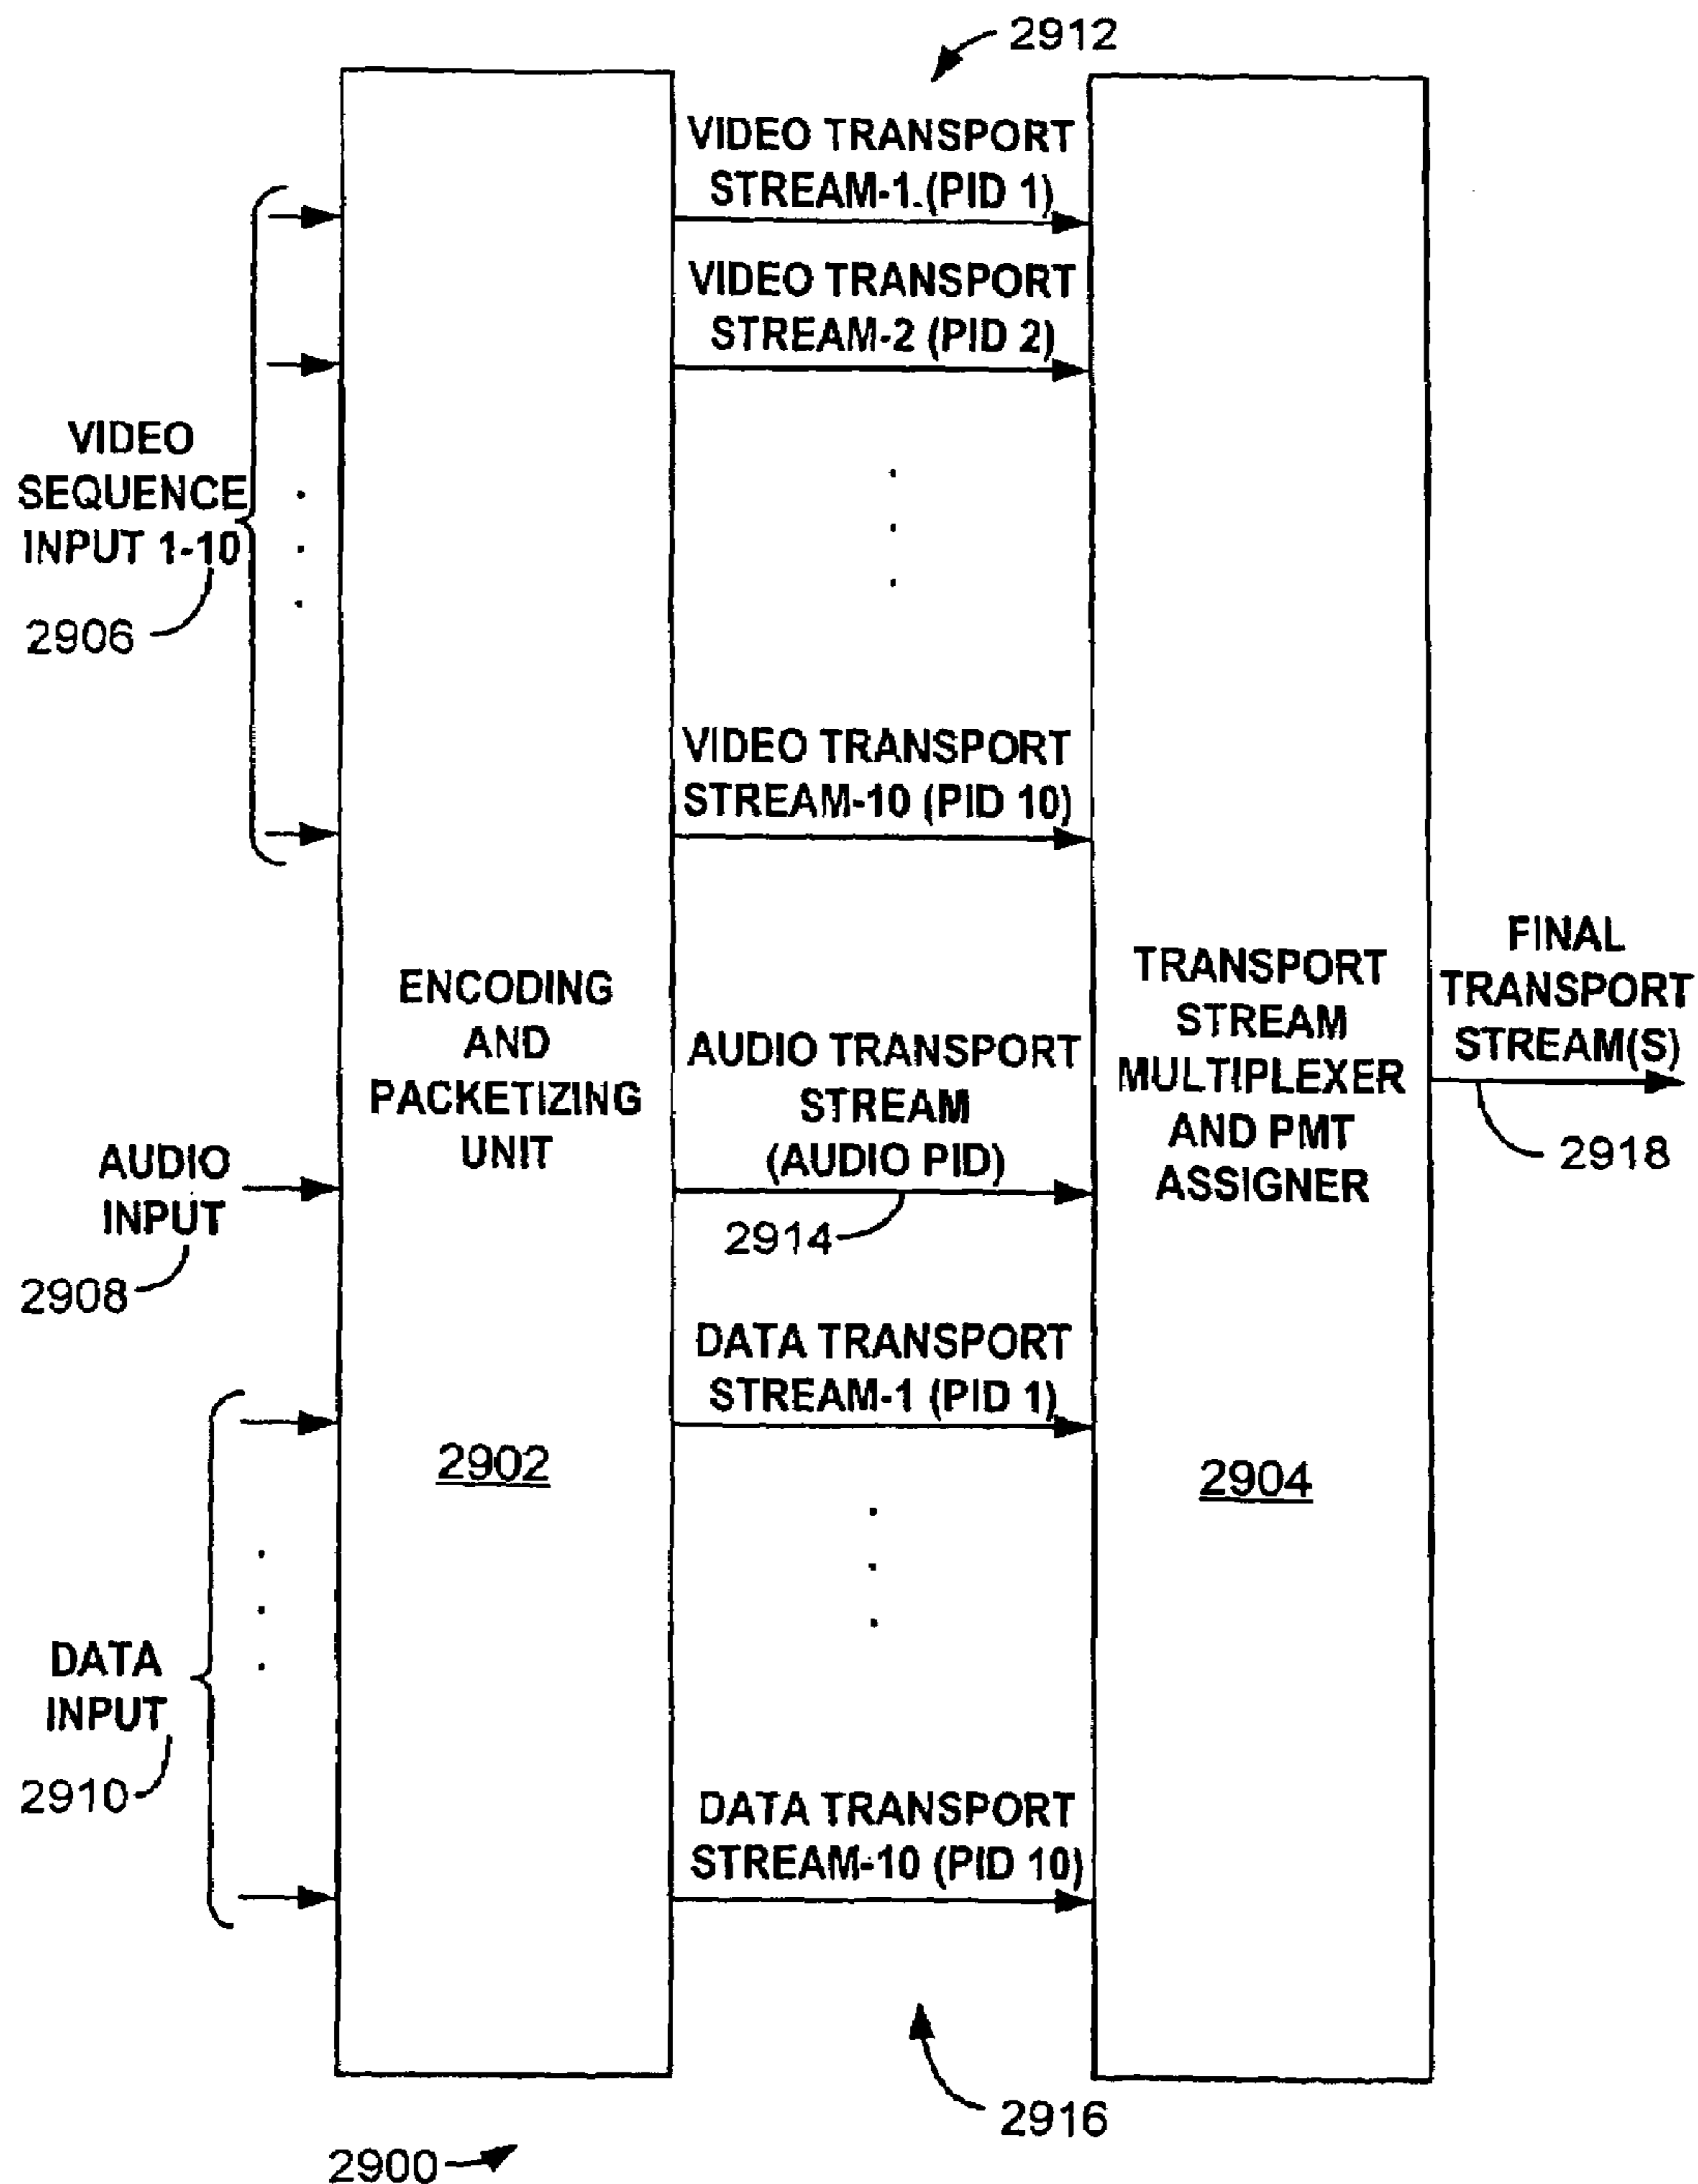 2912
VIDEO TRANSPORT
STREAM-1.(PID 1)
VIDEO TRANSPORT
STREAM-2 (PID 2)
VIDEO
SEQUENCE
INPUT 1-10
2906
VIDEO TRANSPORT
STREAM-10 (PID 10)
ENCODING
AND
PACKETIZING
UNIT
2902
AUDIO TRANSPORT
STREAM
(AUDIO PID)
2914
TRANSPORT
STREAM
MULTIPLEXER
AND PMT
ASSIGNER
2904
FINAL
TRANSPORT
STREAM(S)
2918
AUDIO
INPUT
2908
DATA TRANSPORT
STREAM-1 (PID 1)
DATA
INPUT
2910
DATA TRANSPORT
STREAM-10 (PID 10)
2916
2900